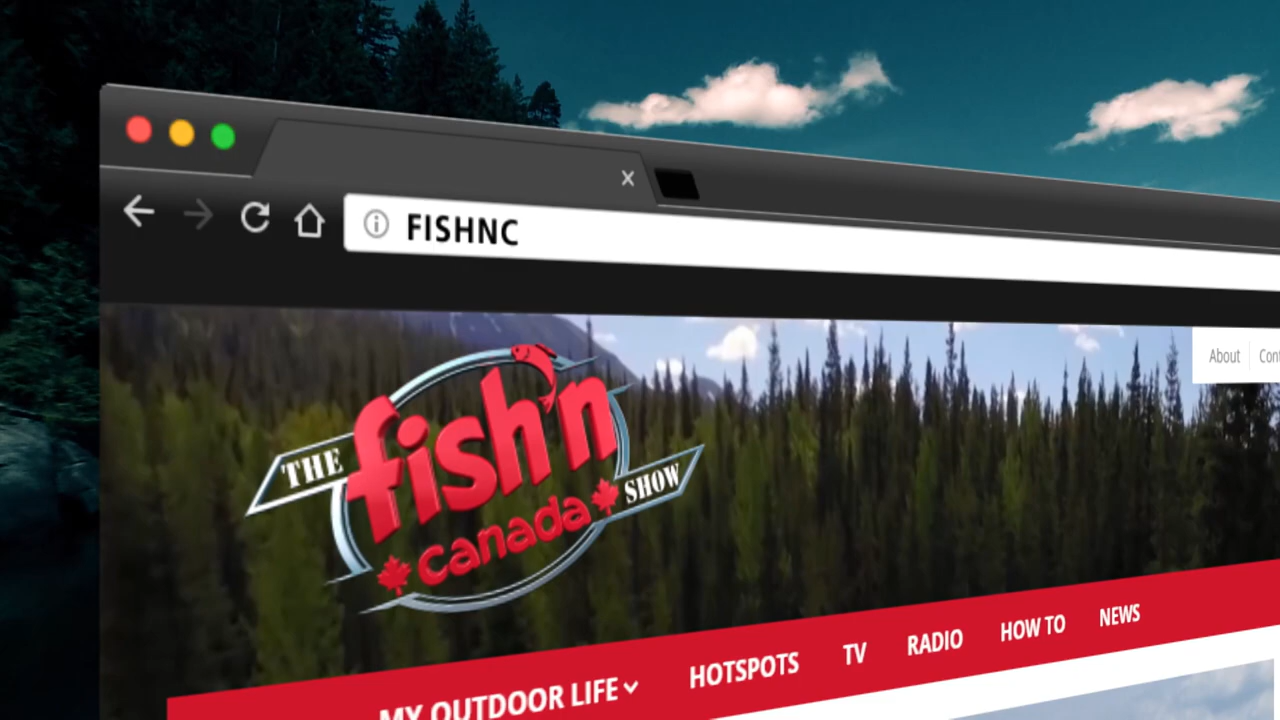 x
FISHNC
About
THE fish'n
canada SHOW
MY OUTDOOR LIFE HOTSPOTS TV RADIO HOW TO NEWS